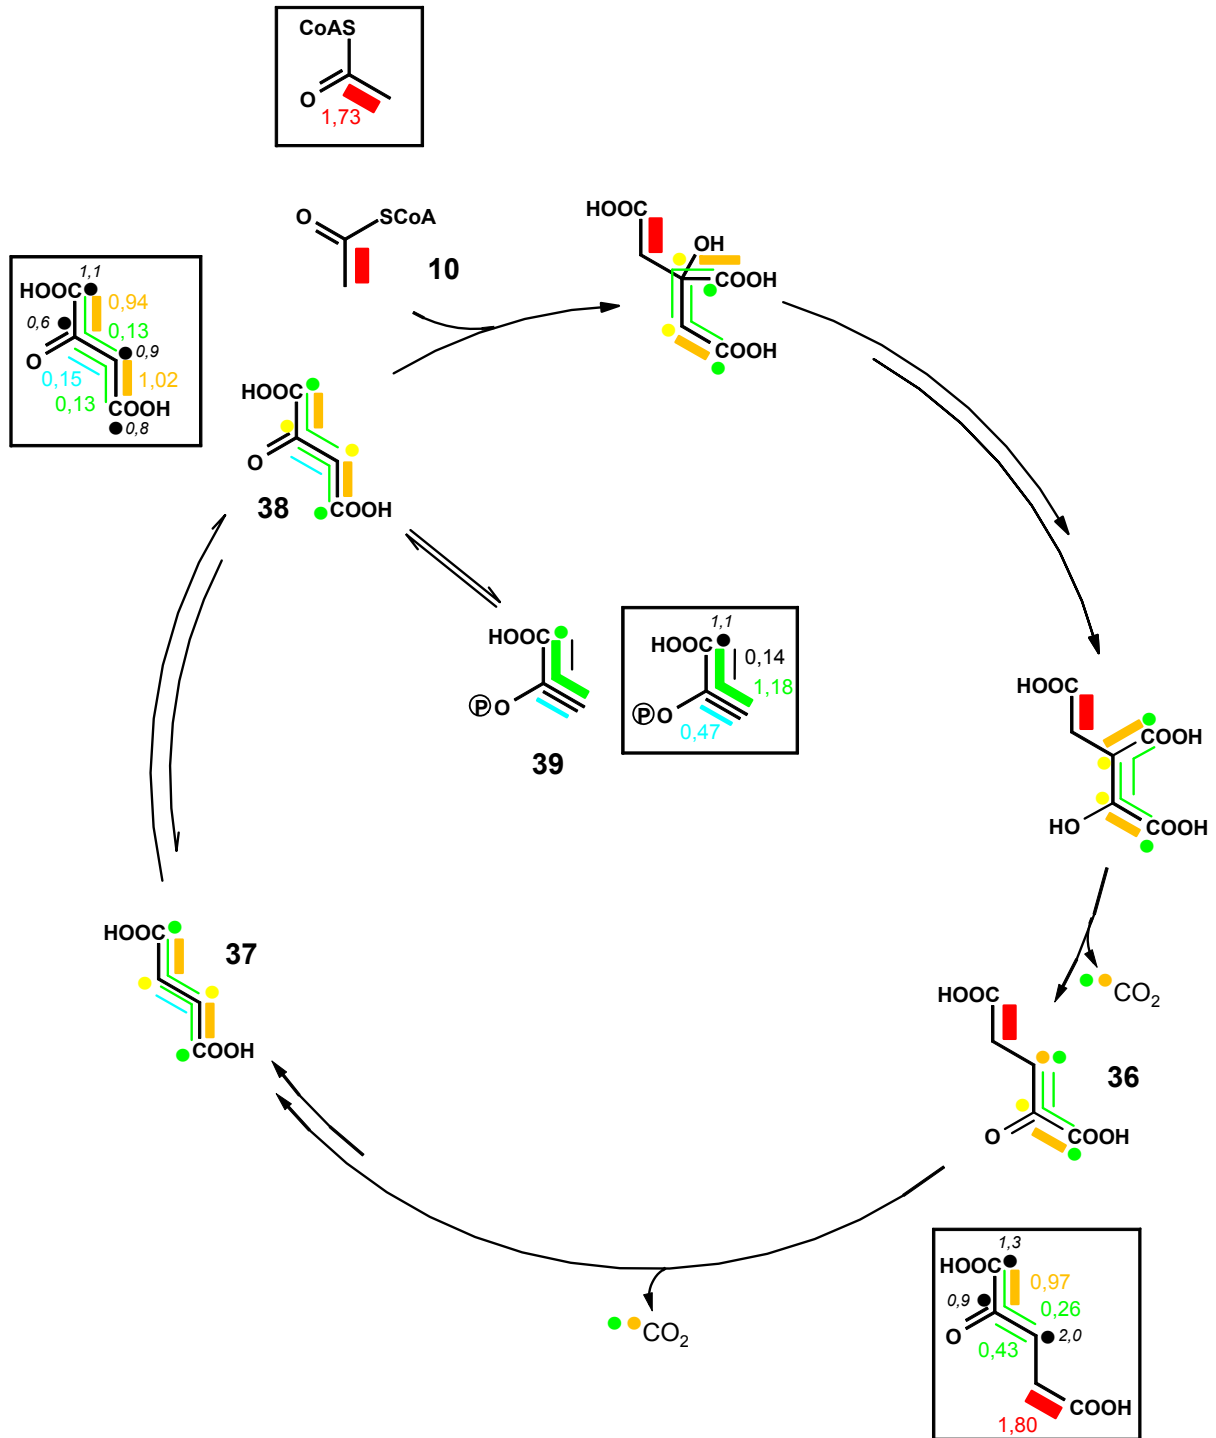 CoAS
O
1,73
O
SCoA
10
HOOC
OH
COOH
COOH
1,1
HOOC
0,94
0,6
0,13
O
0,9
0,15
1,02
0,13
COOH
0,8
HOOC
O
38
COOH
HOOC
P O
39
1,1
HOOC
0,14
1,18
P O
0,47
HOOC
COOH
HO
COOH
CO2
HOOC
36
O
COOH
HOOC
37
COOH
CO2
1,3
HOOC
0,97
0,9
0,26
O
2,0
0,43
COOH
1,80